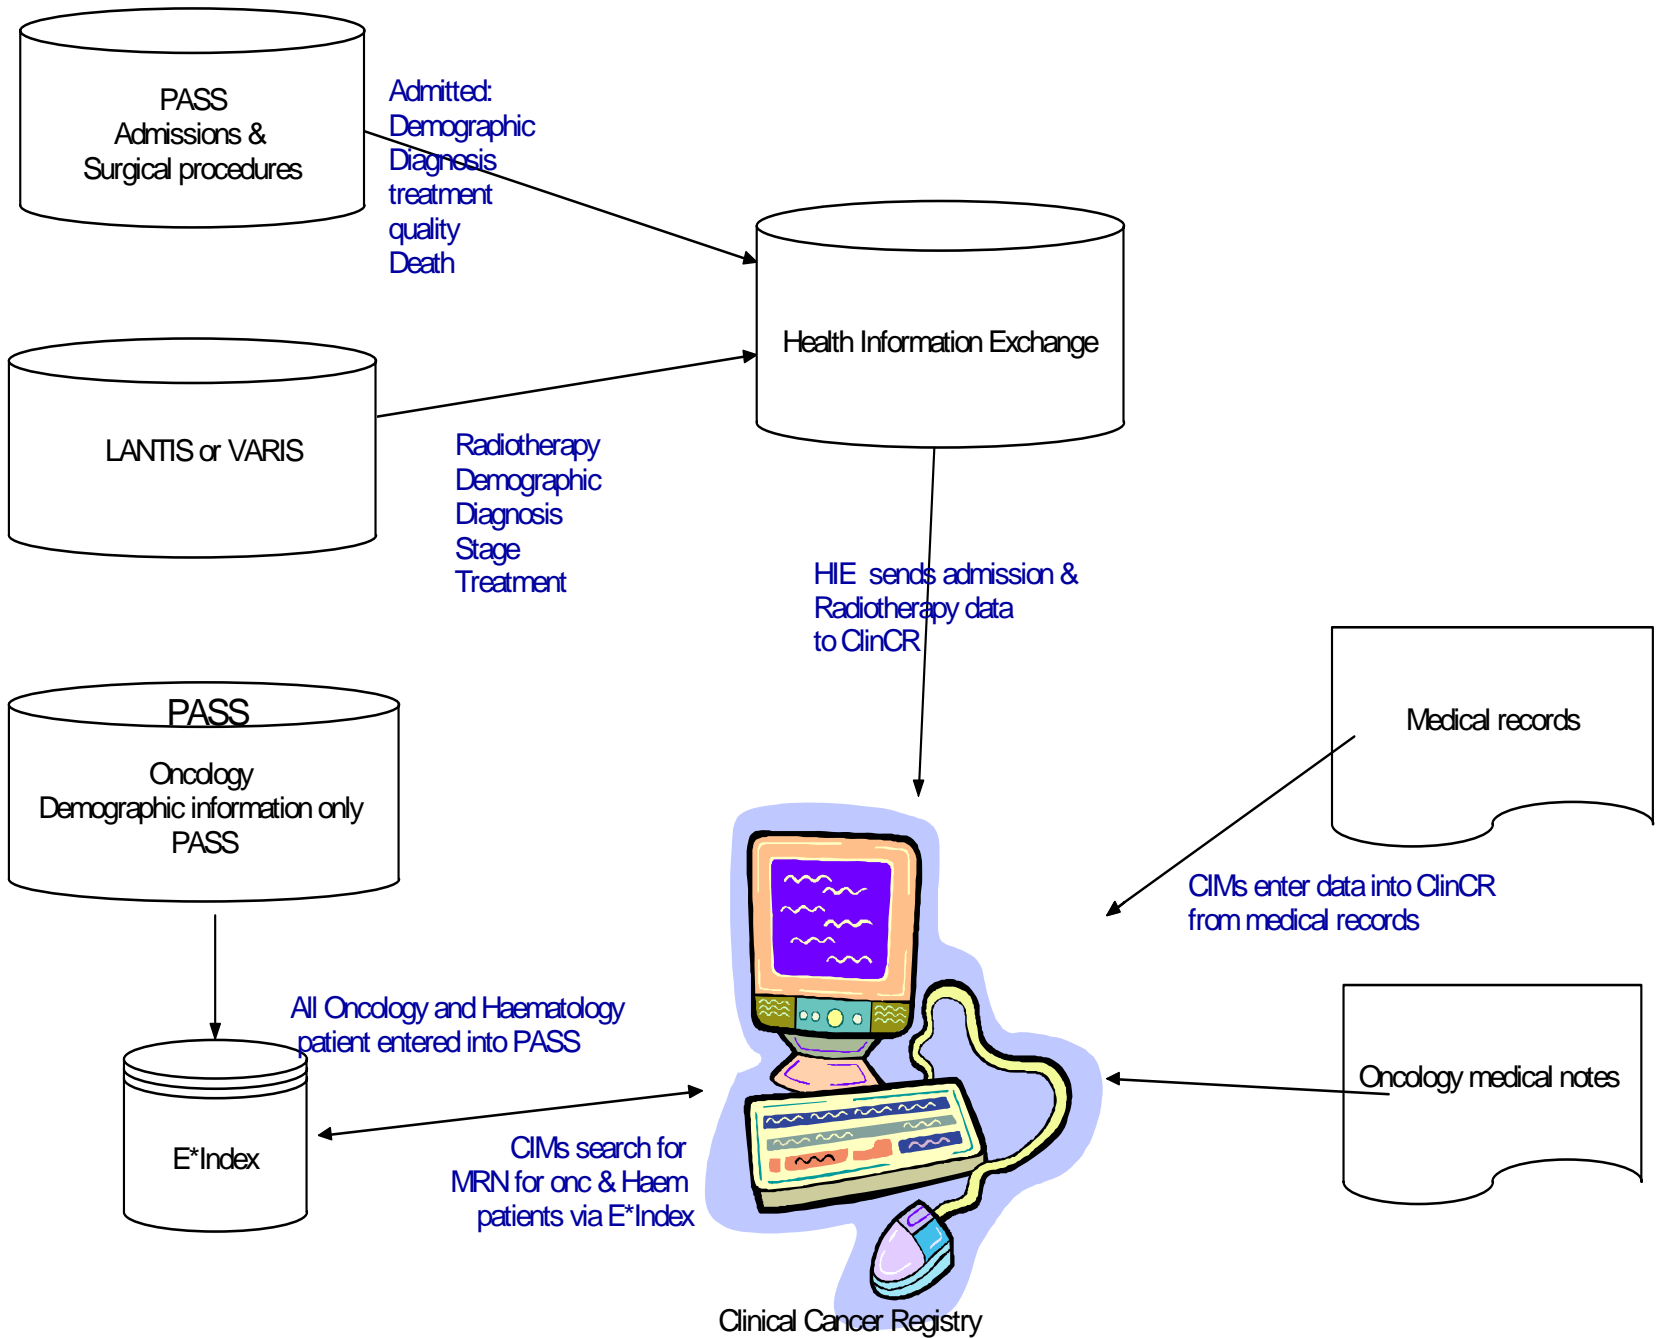 PASS
Admissions &
Surgical procedures
Admitted:
Demographic
Diagnosis
treatment
quality
Death
Health Information Exchange
LANTIS or VARIS
Radiotherapy
Demographic
Diagnosis
Stage
Treatment
HIE sends admission &
Radiotherapy data
to ClinCR
PASS
Oncology
Demographic information only
PASS
Medical records
CIMs enter data into ClinCR
from medical records
All Oncology and Haematology
patient entered into PASS
E*Index
CIMs search for
MRN for onc & Haem
patients via E*Index
Oncology medical notes
Clinical Cancer Registry